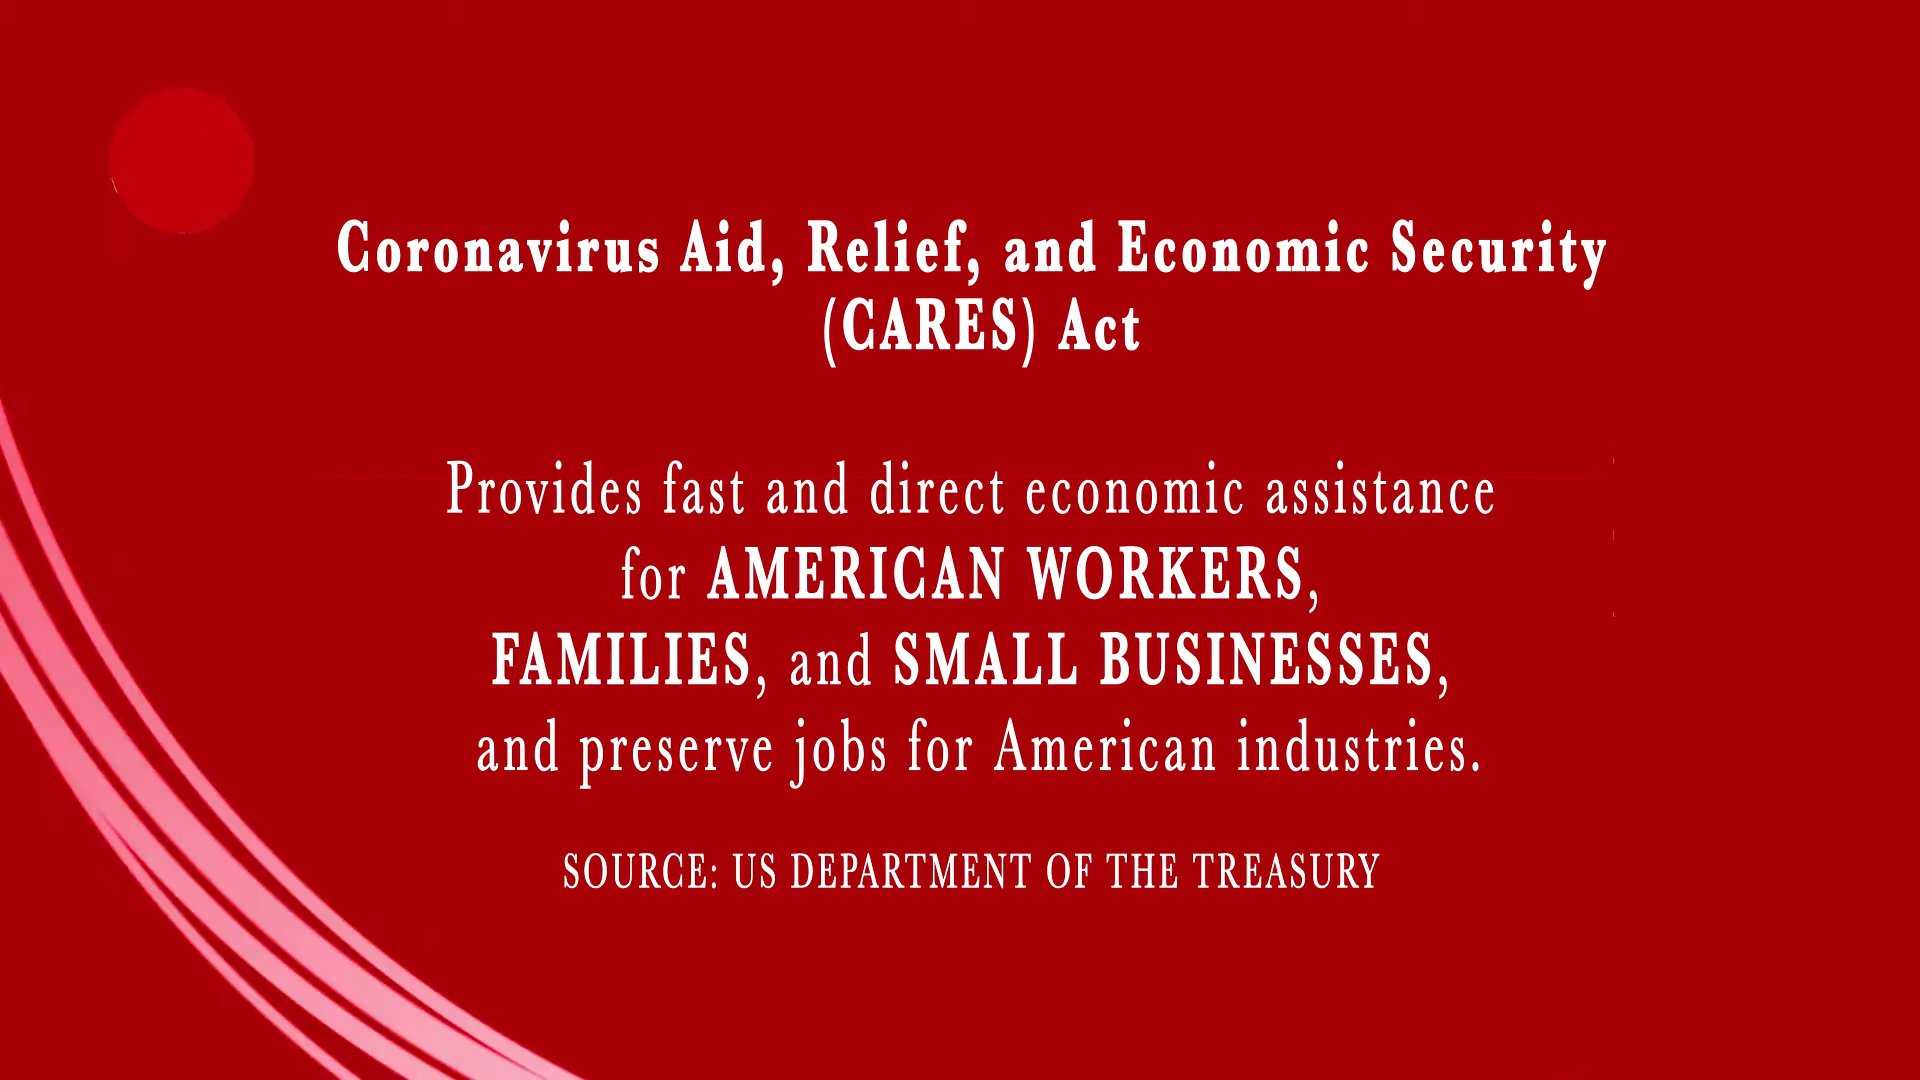 Coronavirus Aid, Relief, and Economic Security
(CARES) Act
Provides fast and direct economic assistance
for AMERICAN WORKERS,
FAMILIES, and SMALL BUSINESSES,
and preserve jobs for American industries.
SOURCE: US DEPARTMENT OF THE TREASURY